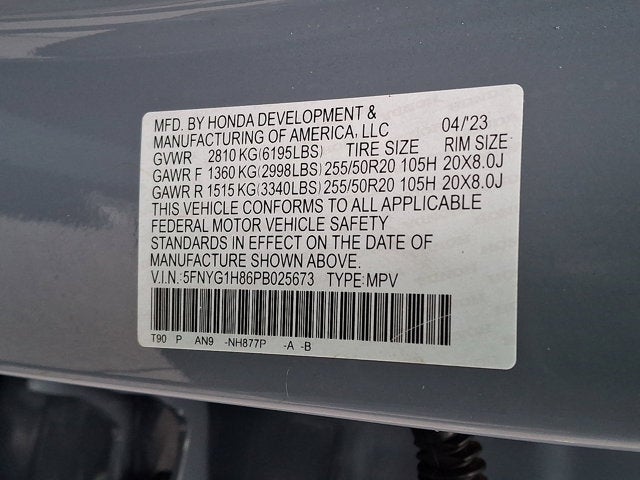 MFD. BY HONDA DEVELOPMENT &
MANUFACTURING OF AMERICA, LLC 04/'23
GVWR 2810 KG(6195LBS) TIRE SIZE RIM SIZE
GAWR F 1360 KG(2998LBS) 255/50R20 105H 20X8.0J
GAWR R 1515 KG(3340LBS) 255/50R20 105H 20X8.0J
THIS VEHICLE CONFORMS TO ALL APPLICABLE
FEDERAL MOTOR VEHICLE SAFETY
STANDARDS IN EFFECT ON THE DATE OF
MANUFACTURE SHOWN ABOVE.
V.I.N.:5FNYG1H86PB025673 TYPE:MPV
T90 P AN9 -NH877P -A -B